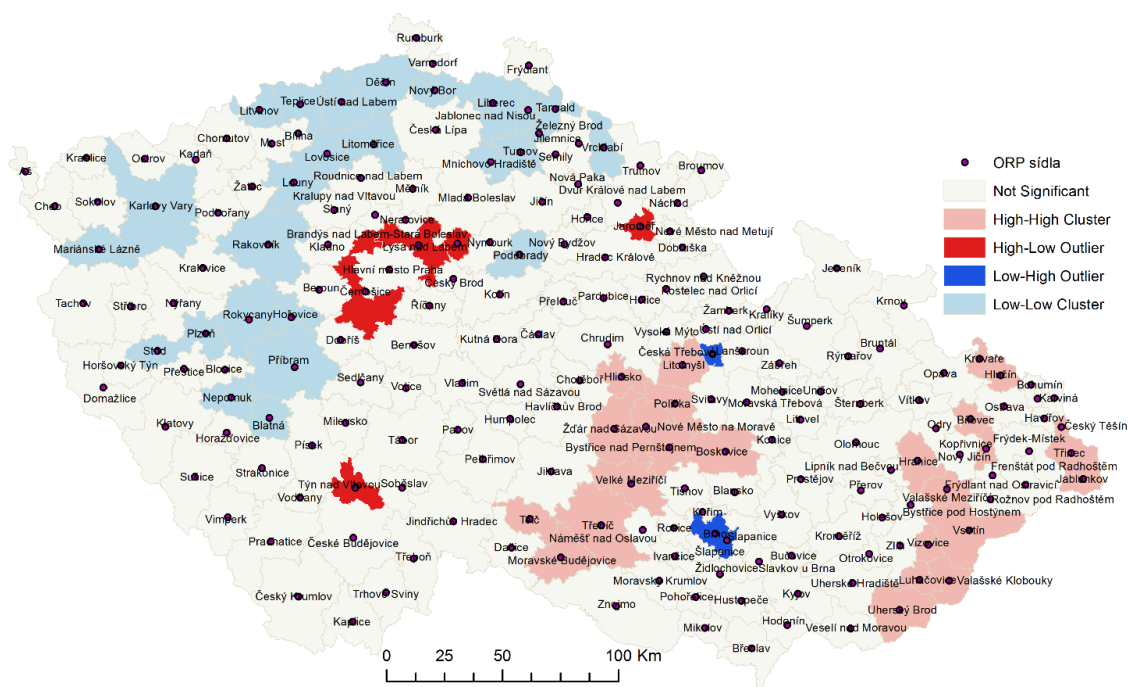 Rumburk
Varnsdorf
Frýdlant
Děčín
Nový Bor
Teplice
Ústí nad Labem
Liberec
Tanvald
Litvínov
Jablonec nad Nisou
Chomutov
Most
Bílina
Česká Lípa
Železný Brod
Jilemnice
Litoměřice
Turnov
Vrchlabí
Kraslice
Ostrov
Kadaň
Lovosice
Mnichovo Hradiště
Semily
Trutnov
Broumov
Aš
Roudnice nad Labem
Nová Paka
Žatec
Louny
Mělník
Dvůr Králové nad Labem
Cheb
Sokolov
Karlovy Vary
Podbořany
Kralupy nad Vltavou
Mladá Boleslav
Jičín
Náchod
Slaný
Neratovice
Hořice
Jaroměř
Nové Město nad Metují
Mariánské Lázně
Rakovník
Kladno
Brandýs nad Labem-Stará Boleslav
Lysá nad Labem
Nymburk
Nový Bydžov
Dobruška
Poděbrady
Hradec Králové
Kralovice
Hlavní město Praha
Český Brod
Rychnov nad Kněžnou
Jeseník
Beroun
Černošice
Kolín
Kostelec nad Orlicí
Tachov
Stříbro
Nýřany
Říčany
Přelouč
Pardubice
Holice
Žamberk
Králíky
Krnov
Rokycany
Hořovice
Plzeň
Dobříš
Benešov
Kutná Hora
Čáslav
Chrudim
Vysoké Mýto
Ústí nad Orlicí
Šumperk
Stod
Příbram
Česká Třebová
Lanškroun
Rýmařov
Bruntál
Horšovský Týn
Přeštice
Blovice
Litomyšl
Zábřeh
Opava
Kravaře
Hlučín
Domažlice
Sedlčany
Votice
Vlašim
Světlá nad Sázavou
Chotěboř
Hlinsko
Bohumín
Nepomuk
Havlíčkův Brod
Polička
Svitavy
Mohelnice
Uničov
Moravská Třebová
Šternberk
Vítkov
Ostrava
Karviná
Havířov
Klatovy
Horažďovice
Blatná
Milevsko
Humpolec
Litovel
Odry
Bílovec
Český Těšín
Písek
Tábor
Pacov
Žďár nad Sázavou
Nové Město na Moravě
Konice
Olomouc
Kopřivnice
Frýdek-Místek
Nový Jičín
Třinec
Sušice
Strakonice
Pelhřimov
Bystřice nad Pernštejnem
Boskovice
Lipník nad Bečvou
Hranice
Frenštát pod Radhoštěm
Jablunkov
Týn nad Vltavou
Soběslav
Jihlava
Velké Meziříčí
Tišnov
Blansko
Prostějov
Přerov
Frýdlant nad Ostravicí
Valašské Meziříčí
Rožnov pod Radhoštěm
Vodňany
Bystřice pod Hostýnem
Vimperk
Jindřichův Hradec
Telč
Třebíč
Kuřim
Vyškov
Holešov
Prachatice
České Budějovice
Náměšť nad Oslavou
Rosice
Brno
Šlapanice
Šlapanice
Kroměříž
Zlín
Vizovice
Vsetín
Třeboň
Dačice
Moravské Budějovice
Ivančice
Bučovice
Otrokovice
Židlochovice
Slavkov u Brna
Český Krumlov
Trhové Sviny
Moravský Krumlov
Pohořelice
Hustopeče
Kyjov
Uherské Hradiště
Luhačovice
Valašské Klobouky
Kaplice
Znojmo
Mikulov
Hodonín
Veselí nad Moravou
Uherský Brod
Břeclav
ORP sídla
Not Significant
High-High Cluster
High-Low Outlier
Low-High Outlier
Low-Low Cluster
0 25 50 100 Km